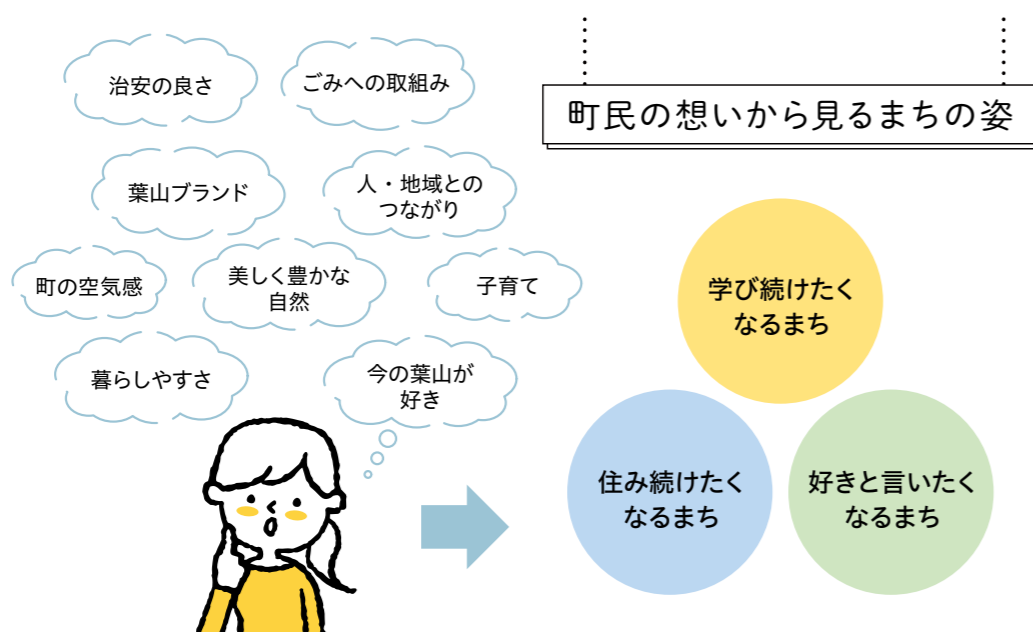 治安の良さ
ごみへの取組み
葉山ブランド
人・地域との
つながり
町の空気感
美しく豊かな
自然
子育て
暮らしやすさ
今の葉山が
好き
町民の想いから見るまちの姿
学び続けたく
なるまち
住み続けたく
なるまち
好きと言いたく
なるまち